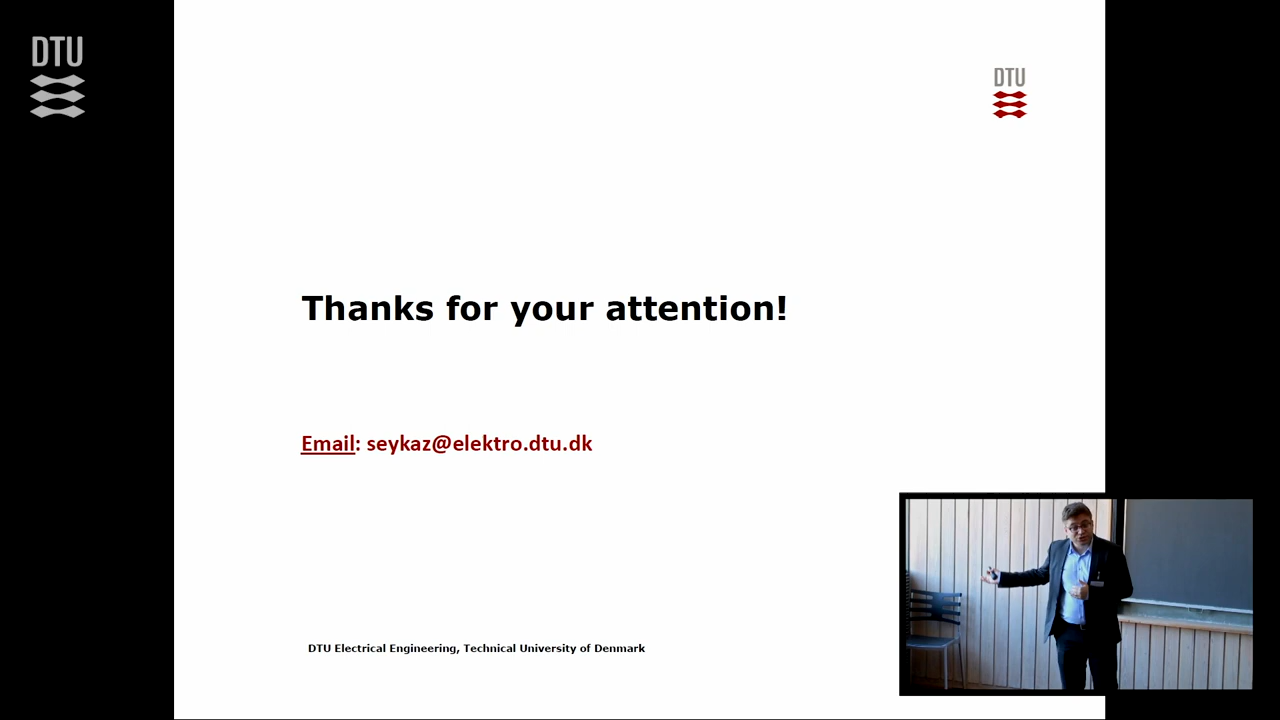 DTU
DTU
Thanks for your attention!
Email: seykaz@elektro.dtu.dk
DTU Electrical Engineering, Technical University of Denmark